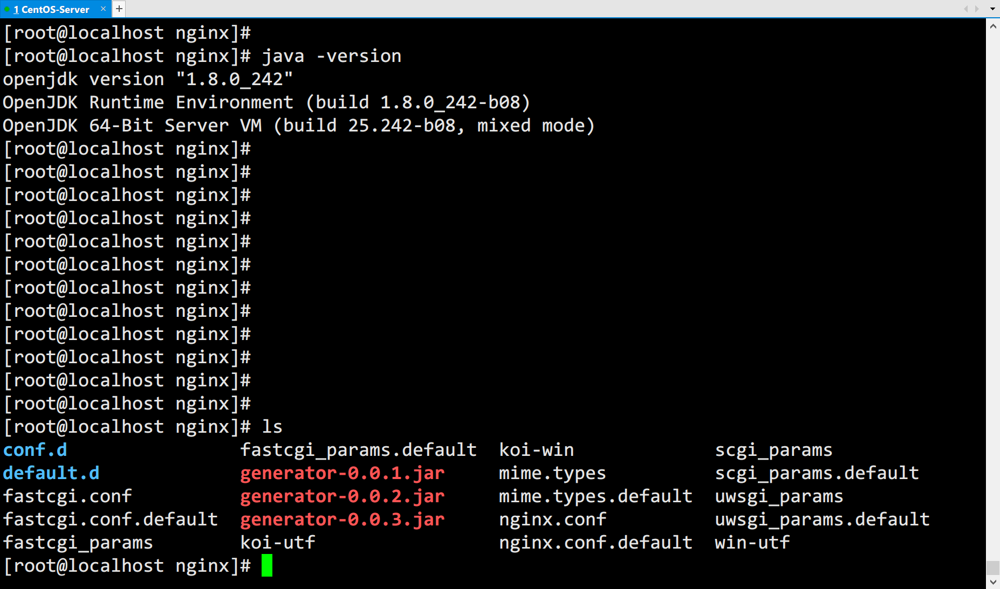 1 CentOS-Server × +
[root@localhost nginx]#
[root@localhost nginx]# java -version
openjdk version "1.8.0_242"
OpenJDK Runtime Environment (build 1.8.0_242-b08)
OpenJDK 64-Bit Server VM (build 25.242-b08, mixed mode)
[root@localhost nginx]#
[root@localhost nginx]#
[root@localhost nginx]#
[root@localhost nginx]#
[root@localhost nginx]#
[root@localhost nginx]#
[root@localhost nginx]#
[root@localhost nginx]#
[root@localhost nginx]#
[root@localhost nginx]#
[root@localhost nginx]#
[root@localhost nginx]#
[root@localhost nginx]# ls
conf.d fastcgi_params.default koi-win scgi_params
default.d generator-0.0.1.jar mime.types scgi_params.default
fastcgi.conf generator-0.0.2.jar mime.types.default uwsgi_params
fastcgi.conf.default generator-0.0.3.jar nginx.conf uwsgi_params.default
fastcgi_params koi-utf nginx.conf.default win-utf
[root@localhost nginx]#